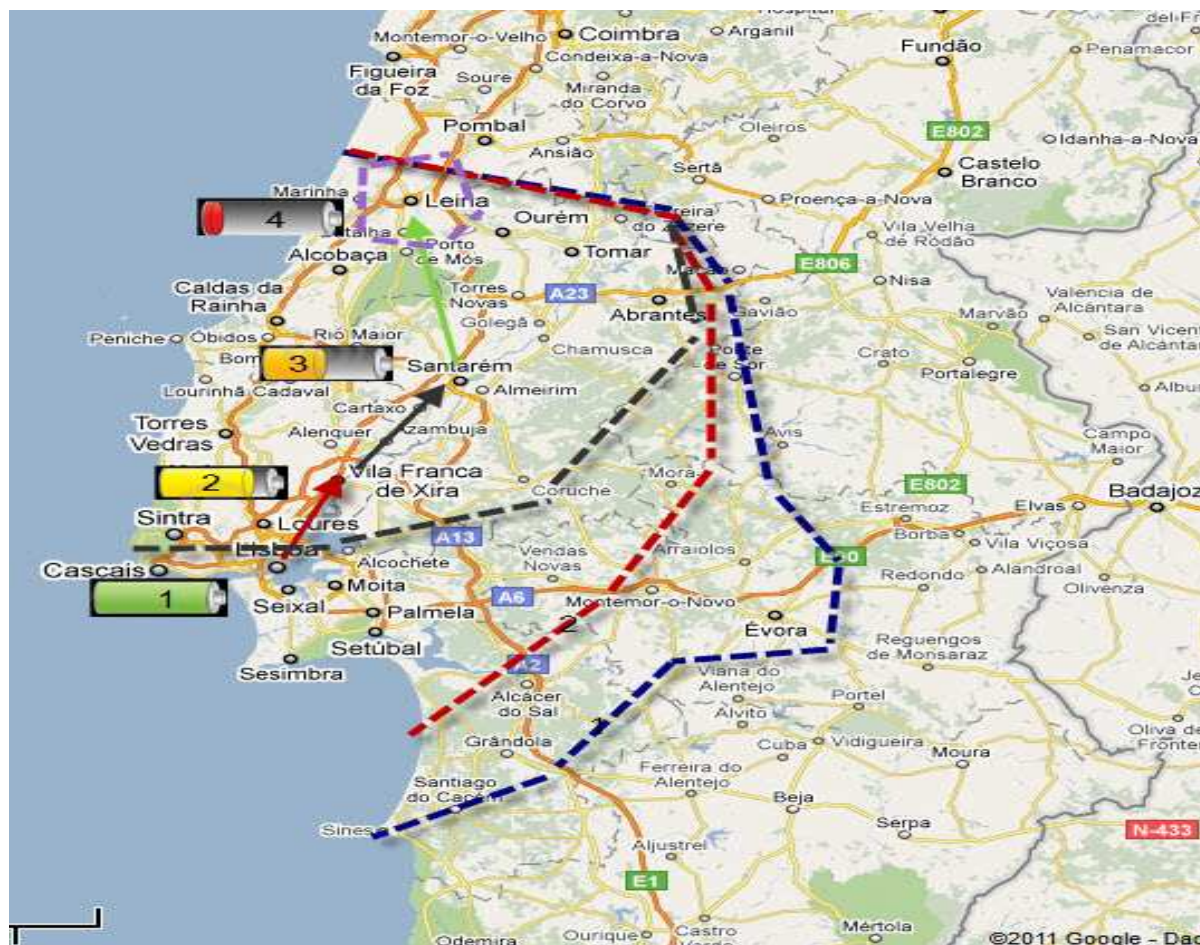 Coimbra
Arganil
Montemor-o-Velho
Condeixa-a-Nova
Fundão
Penamacor
Figueira
da Foz
Soure
Miranda
do Corvo
Pombal
Oleiros
E802
Idanha-a-Nova
Ansião
Sertã
Castelo
Branco
Marinha
Leiria
Proença-a-Nova
4
Ourém
Vila Velha
de Ródão
Porto
de Mós
Tomar
Alcobaça
E806
Nisa
Caldas da
Rainha
Torres
Novas
A23
Abrantes
Gavião
Valencia de
Alcántara
Golegã
Marvão
Peniche
Óbidos
Rio Maior
Chamusca
San Vicent
de Alcánta
Crato
Portalegre
3
Santarém
Almeirim
Lourinhã
Cadaval
Cartaxo
Azambuja
Torres
Vedras
Alenquer
Avis
Campo
Maior
Vila Franca
de Xira
Mora
2
Coruche
E802
Badajoz
Estremoz
Elvas
Sintra
Loures
Borba
Vila Viçosa
Lisboa
A13
Arraiolos
E90
Cascais
Alcochete
Vendas
Novas
Redondo
Alandroal
Olivenza
1
Moita
Seixal
A6
Montemor-o-Novo
Palmela
2
Évora
Setúbal
Reguengos
de Monsaraz
Sesimbra
A2
Viana do
Alentejo
Alcácer
do Sal
Portel
1
Alvito
Grândola
Cuba
Vidigueira
Moura
Santiago
do Cacém
Ferreira do
Alentejo
Beja
Sines
Serpa
N-433
Aljustrel
E1
Mértola
Odemira
Ourique
Castro
©2011 Google - Da